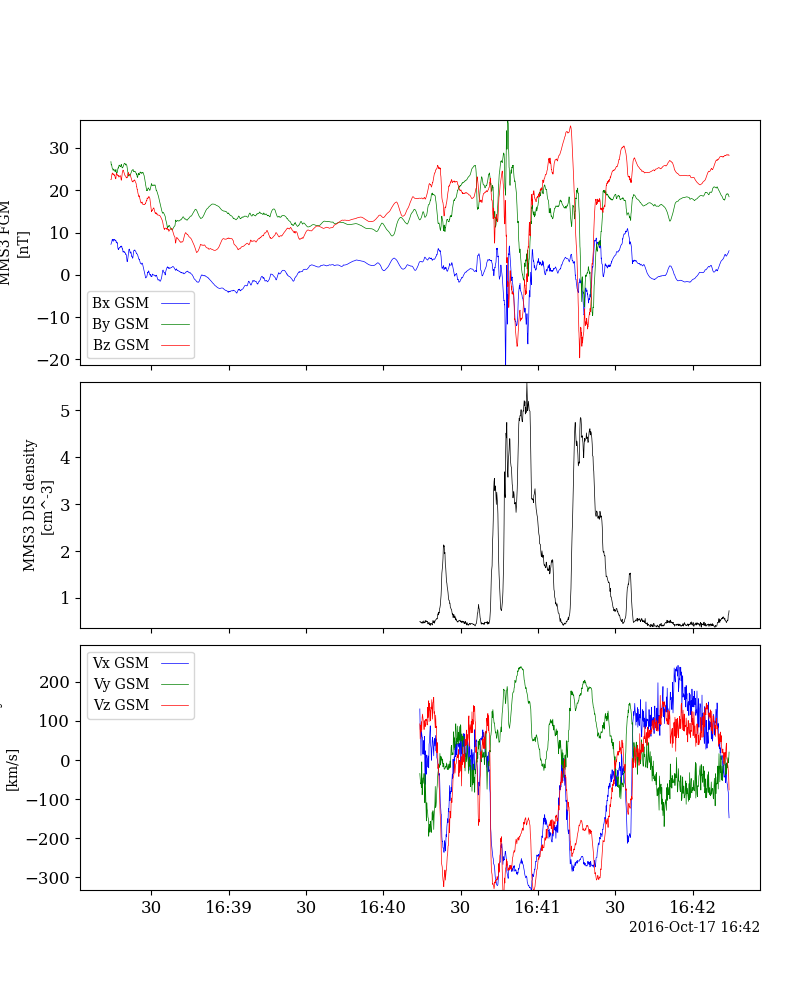 MMS3 FGM
[nT]
30
20
10
0
−10
−20
Bx GSM
By GSM
Bz GSM
MMS3 DIS density
[cm^-3]
5
4
3
2
1
[km/s]
200
100
0
−100
−200
−300
Vx GSM
Vy GSM
Vz GSM
30 16:39 30 16:40 30 16:41 30 16:42
2016-Oct-17 16:42